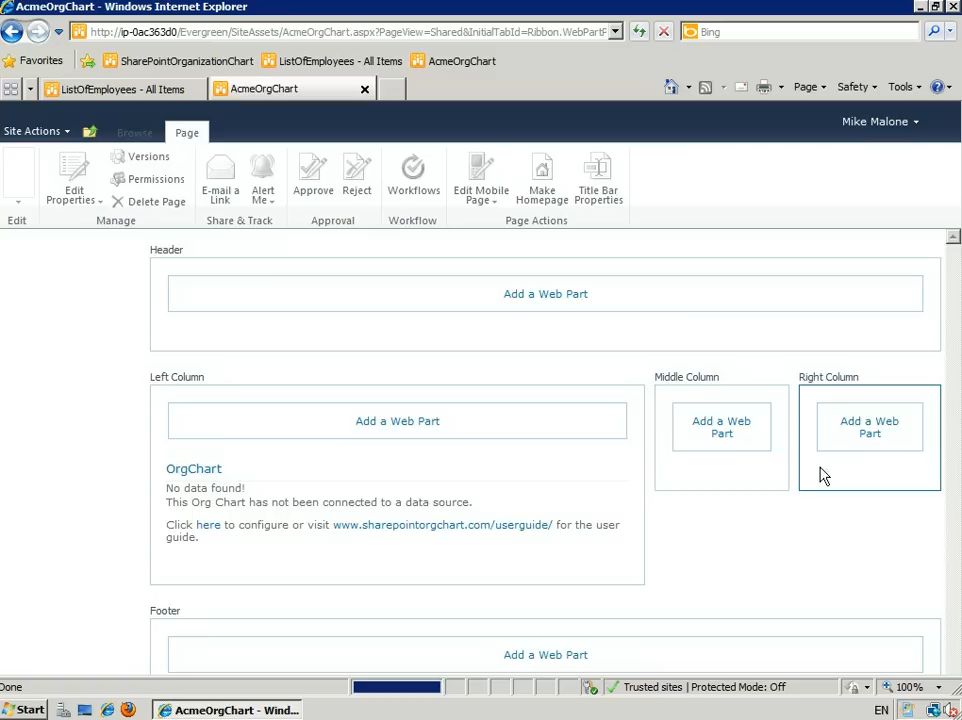 AcmeOrgChart - Windows Internet Explorer
http://ip-0ac363d0/Evergreen/SiteAssets/AcmeOrgChart.aspx?PageView=Shared&InitialTabId=Ribbon.WebPartP
Bing
Favorites
SharePointOrganizationChart
ListOfEmployees - All Items
AcmeOrgChart
ListOfEmployees - All Items
AcmeOrgChart
Page
Safety
Tools
Site Actions
Browse
Page
Mike Malone
Edit Properties
Versions
Permissions
Delete Page
E-mail a Link
Alert Me
Approve
Reject
Workflows
Edit Mobile Page
Make Homepage
Title Bar Properties
Edit
Manage
Share & Track
Approval
Workflow
Page Actions
Header
Add a Web Part
Left Column
Middle Column
Right Column
Add a Web Part
Add a Web
Part
Add a Web
Part
OrgChart
No data found!
This Org Chart has not been connected to a data source.
Click here to configure or visit www.sharepointorgchart.com/userguide/ for the user
guide.
Footer
Add a Web Part
Done
Trusted sites | Protected Mode: Off
100%
Start
AcmeOrgChart - Wind...
EN